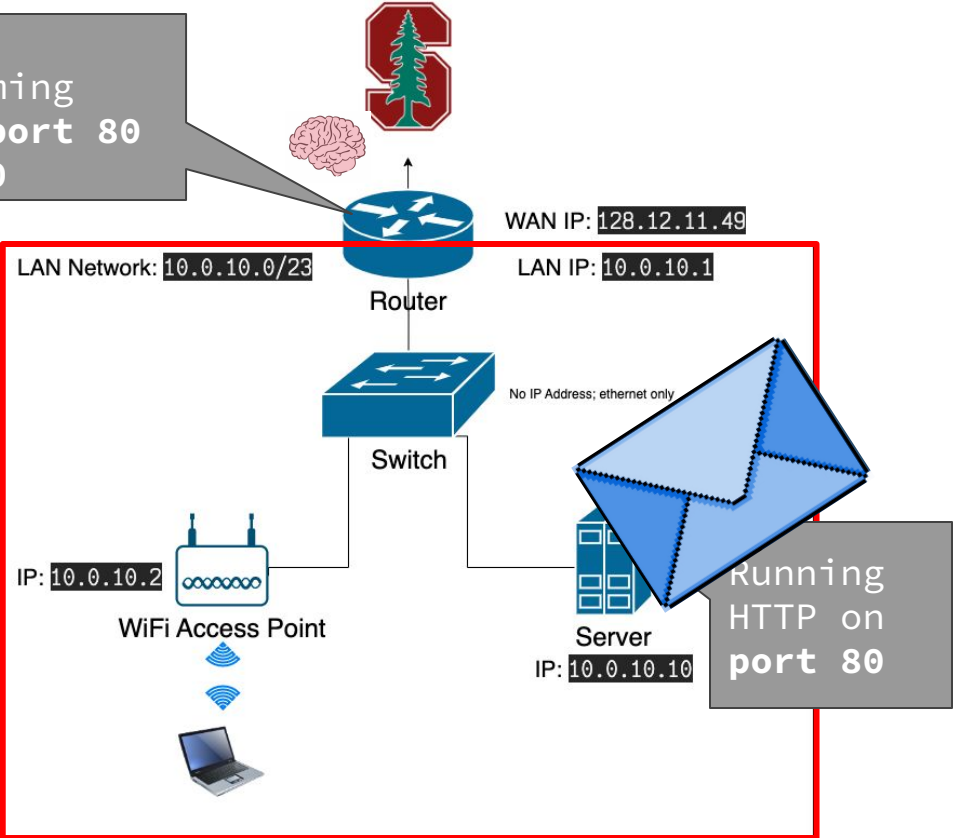 port 80
WAN IP: 128.12.11.49
LAN Network: 10.0.10.0/23
LAN IP: 10.0.10.1
Router
No IP Address; ethernet only
Switch
IP: 10.0.10.2
WiFi Access Point
Running
HTTP on
port 80
Server
IP: 10.0.10.10